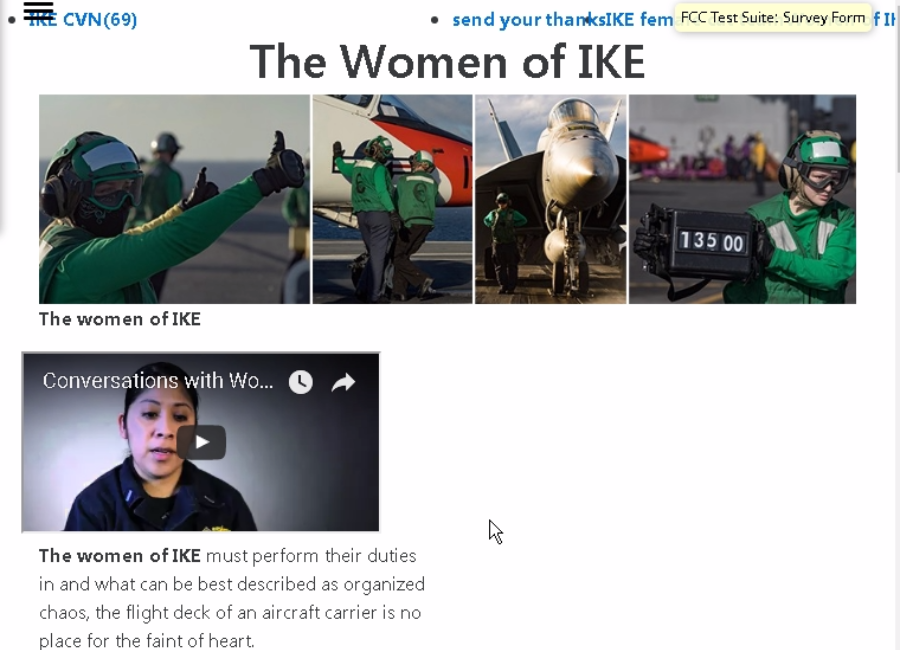 IKE CVN(69)
send your thanks
IKE fem
FCC Test Suite: Survey Form
The Women of IKE
135 00
The women of IKE
Conversations with Wo...
The women of IKE must perform their duties
in and what can be best described as organized
chaos, the flight deck of an aircraft carrier is no
place for the faint of heart.